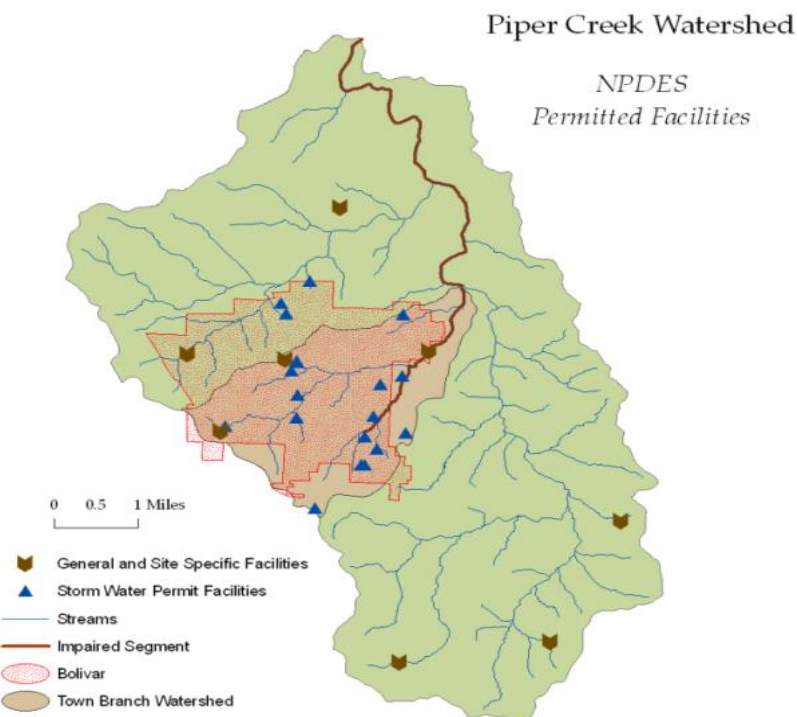 Piper Creek Watershed
NPDES
Permitted Facilities
0 0.5 1 Miles
General and Site Specific Facilities
Storm Water Permit Facilities
Streams
Impaired Segment
Bolivar
Town Branch Watershed